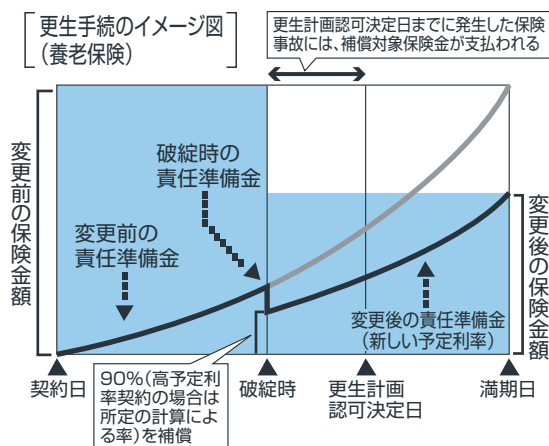 更生手続のイメージ図
(養老保険)
更生計画認可決定日までに発生した保険
事故には、補償対象保険金が支払われる
変更前の保険金額
破綻時の
責任準備金
変更前の
責任準備金
変更後の責任準備金
(新しい予定利率)
変更後の保険金額
90%(高予定利
率契約の場合は
所定の計算によ
る率)を補償
契約日
破綻時
更生計画
認可決定日
満期日